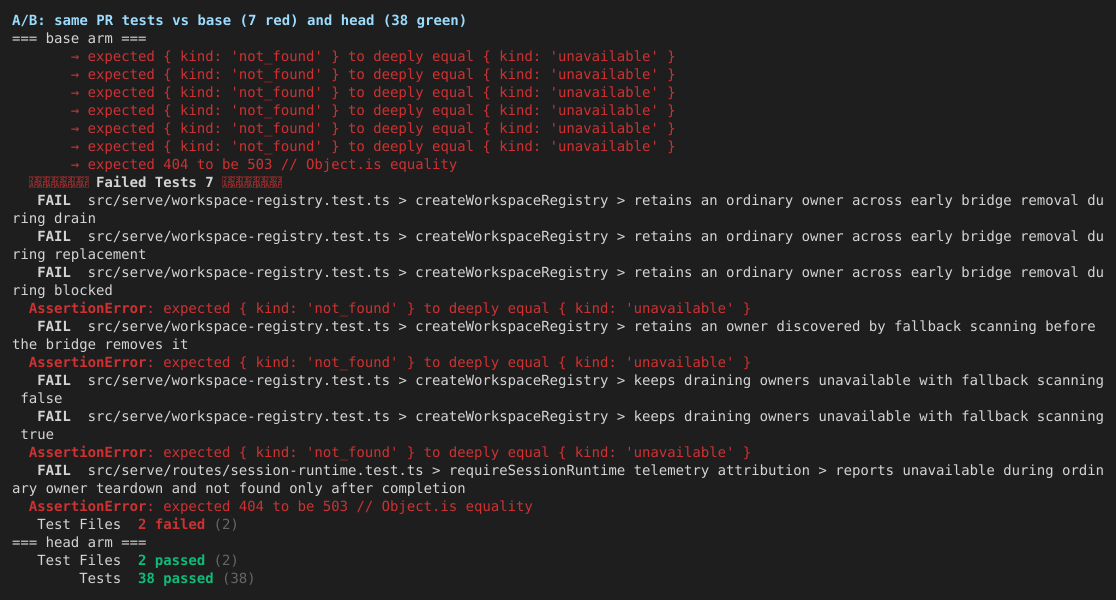 A/B: same PR tests vs base (7 red) and head (38 green)
=== base arm ===
→ expected { kind: 'not_found' } to deeply equal { kind: 'unavailable' }
→ expected { kind: 'not_found' } to deeply equal { kind: 'unavailable' }
→ expected { kind: 'not_found' } to deeply equal { kind: 'unavailable' }
→ expected { kind: 'not_found' } to deeply equal { kind: 'unavailable' }
→ expected { kind: 'not_found' } to deeply equal { kind: 'unavailable' }
→ expected { kind: 'not_found' } to deeply equal { kind: 'unavailable' }
→ expected 404 to be 503 // Object.is equality
Failed Tests 7
FAIL  src/serve/workspace-registry.test.ts > createWorkspaceRegistry > retains an ordinary owner across early bridge removal du
ring drain
FAIL  src/serve/workspace-registry.test.ts > createWorkspaceRegistry > retains an ordinary owner across early bridge removal du
ring replacement
FAIL  src/serve/workspace-registry.test.ts > createWorkspaceRegistry > retains an ordinary owner across early bridge removal du
ring blocked
AssertionError: expected { kind: 'not_found' } to deeply equal { kind: 'unavailable' }
FAIL  src/serve/workspace-registry.test.ts > createWorkspaceRegistry > retains an owner discovered by fallback scanning before
the bridge removes it
AssertionError: expected { kind: 'not_found' } to deeply equal { kind: 'unavailable' }
FAIL  src/serve/workspace-registry.test.ts > createWorkspaceRegistry > keeps draining owners unavailable with fallback scanning
false
FAIL  src/serve/workspace-registry.test.ts > createWorkspaceRegistry > keeps draining owners unavailable with fallback scanning
true
AssertionError: expected { kind: 'not_found' } to deeply equal { kind: 'unavailable' }
FAIL  src/serve/routes/session-runtime.test.ts > requireSessionRuntime telemetry attribution > reports unavailable during ordin
ary owner teardown and not found only after completion
AssertionError: expected 404 to be 503 // Object.is equality
Test Files  2 failed (2)
=== head arm ===
Test Files  2 passed (2)
Tests  38 passed (38)